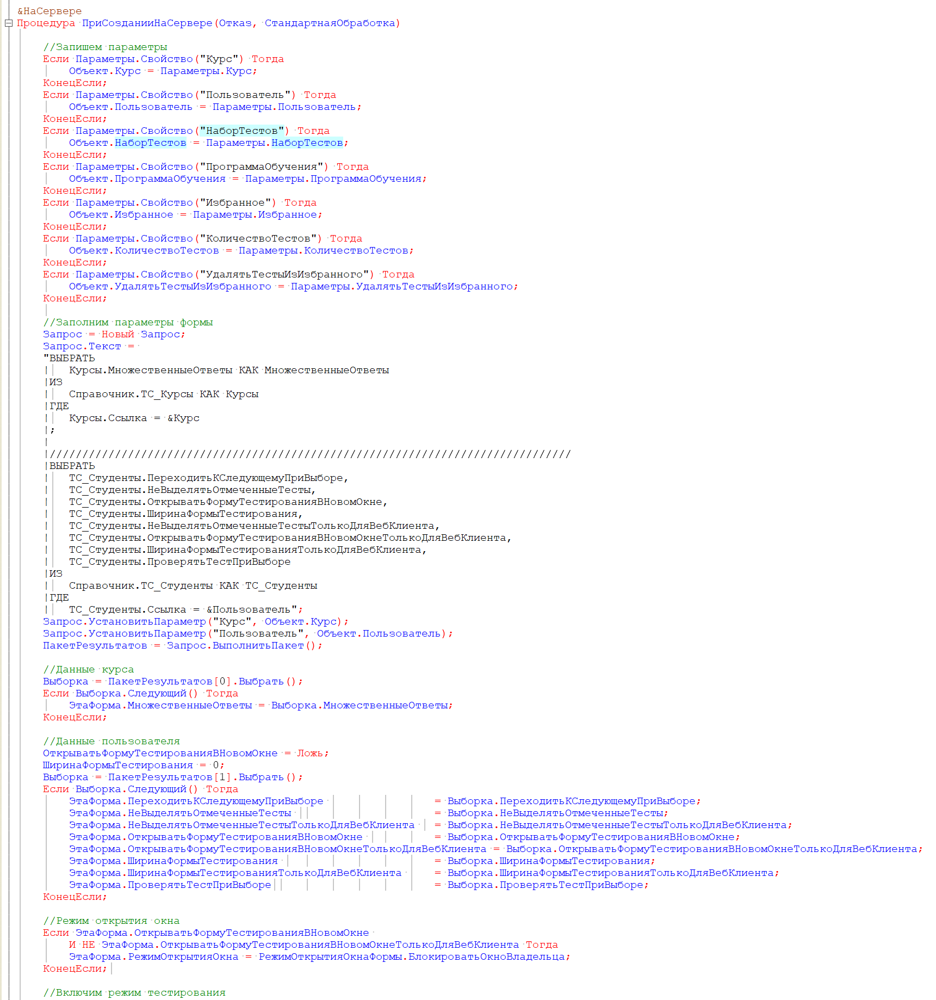 &НаСервере
Процедура ПриСозданииНаСервере(Отказ, СтандартнаяОбработка)
//Запишем параметры
Если Параметры.Свойство("Курс") Тогда
Объект.Курс = Параметры.Курс;
КонецЕсли;
Если Параметры.Свойство("Пользователь") Тогда
Объект.Пользователь = Параметры.Пользователь;
КонецЕсли;
Если Параметры.Свойство("НаборТестов") Тогда
Объект.НаборТестов = Параметры.НаборТестов;
КонецЕсли;
Если Параметры.Свойство("ПрограммаОбучения") Тогда
Объект.ПрограммаОбучения = Параметры.ПрограммаОбучения;
КонецЕсли;
Если Параметры.Свойство("Избранное") Тогда
Объект.Избранное = Параметры.Избранное;
КонецЕсли;
Если Параметры.Свойство("КоличествоТестов") Тогда
Объект.КоличествоТестов = Параметры.КоличествоТестов;
КонецЕсли;
Если Параметры.Свойство("УдалятьТестыИзИзбранного") Тогда
Объект.УдалятьТестыИзИзбранного = Параметры.УдалятьТестыИзИзбранного;
КонецЕсли;
//Заполним параметры формы
Запрос = Новый Запрос;
Запрос.Текст =
"ВЫБРАТЬ
| Курсы.МножественныеОтветы КАК МножественныеОтветы
|ИЗ
| Справочник.ТС_Курсы КАК Курсы
|ГДЕ
| Курсы.Ссылка = &Курс
|;
|
|////////////////////////////////////////////////////////////////////////////////
|ВЫБРАТЬ
| ТС_Студенты.ПереходитьКСледующемуПриВыборе,
| ТС_Студенты.НеВыделятьОтмеченныеТесты,
| ТС_Студенты.ОткрыватьФормуТестированияВНовомОкне,
| ТС_Студенты.ШиринаФормыТестирования,
| ТС_Студенты.НеВыделятьОтмеченныеТестыТолькоДляВебКлиента,
| ТС_Студенты.ОткрыватьФормуТестированияВНовомОкнеТолькоДляВебКлиента,
| ТС_Студенты.ШиринаФормыТестированияТолькоДляВебКлиента,
| ТС_Студенты.ПроверятьТестПриВыборе
|ИЗ
| Справочник.ТС_Студенты КАК ТС_Студенты
|ГДЕ
| ТС_Студенты.Ссылка = &Пользователь";
Запрос.УстановитьПараметр("Курс", Объект.Курс);
Запрос.УстановитьПараметр("Пользователь", Объект.Пользователь);
ПакетРезультатов = Запрос.ВыполнитьПакет();
//Данные курса
Выборка = ПакетРезультатов[0].Выбрать();
Если Выборка.Следующий() Тогда
ЭтаФорма.МножественныеОтветы = Выборка.МножественныеОтветы;
КонецЕсли;
//Данные пользователя
ОткрыватьФормуТестированияВНовомОкне = Ложь;
ШиринаФормыТестирования = 0;
Выборка = ПакетРезультатов[1].Выбрать();
Если Выборка.Следующий() Тогда
ЭтаФорма.ПереходитьКСледующемуПриВыборе = Выборка.ПереходитьКСледующемуПриВыборе;
ЭтаФорма.НеВыделятьОтмеченныеТесты = Выборка.НеВыделятьОтмеченныеТесты;
ЭтаФорма.НеВыделятьОтмеченныеТестыТолькоДляВебКлиента = Выборка.НеВыделятьОтмеченныеТестыТолькоДляВебКлиента;
ЭтаФорма.ОткрыватьФормуТестированияВНовомОкне = Выборка.ОткрыватьФормуТестированияВНовомОкне;
ЭтаФорма.ОткрыватьФормуТестированияВНовомОкнеТолькоДляВебКлиента = Выборка.ОткрыватьФормуТестированияВНовомОкнеТолькоДляВебКлиента;
ЭтаФорма.ШиринаФормыТестирования = Выборка.ШиринаФормыТестирования;
ЭтаФорма.ШиринаФормыТестированияТолькоДляВебКлиента = Выборка.ШиринаФормыТестированияТолькоДляВебКлиента;
ЭтаФорма.ПроверятьТестПриВыборе = Выборка.ПроверятьТестПриВыборе;
КонецЕсли;
//Режим открытия окна
Если ЭтаФорма.ОткрыватьФормуТестированияВНовомОкне
И НЕ ЭтаФорма.ОткрыватьФормуТестированияВНовомОкнеТолькоДляВебКлиента Тогда
ЭтаФорма.РежимОткрытияОкна = РежимОткрытияОкнаФормы.БлокироватьОкноВладельца;
КонецЕсли;
//Включим режим тестирования